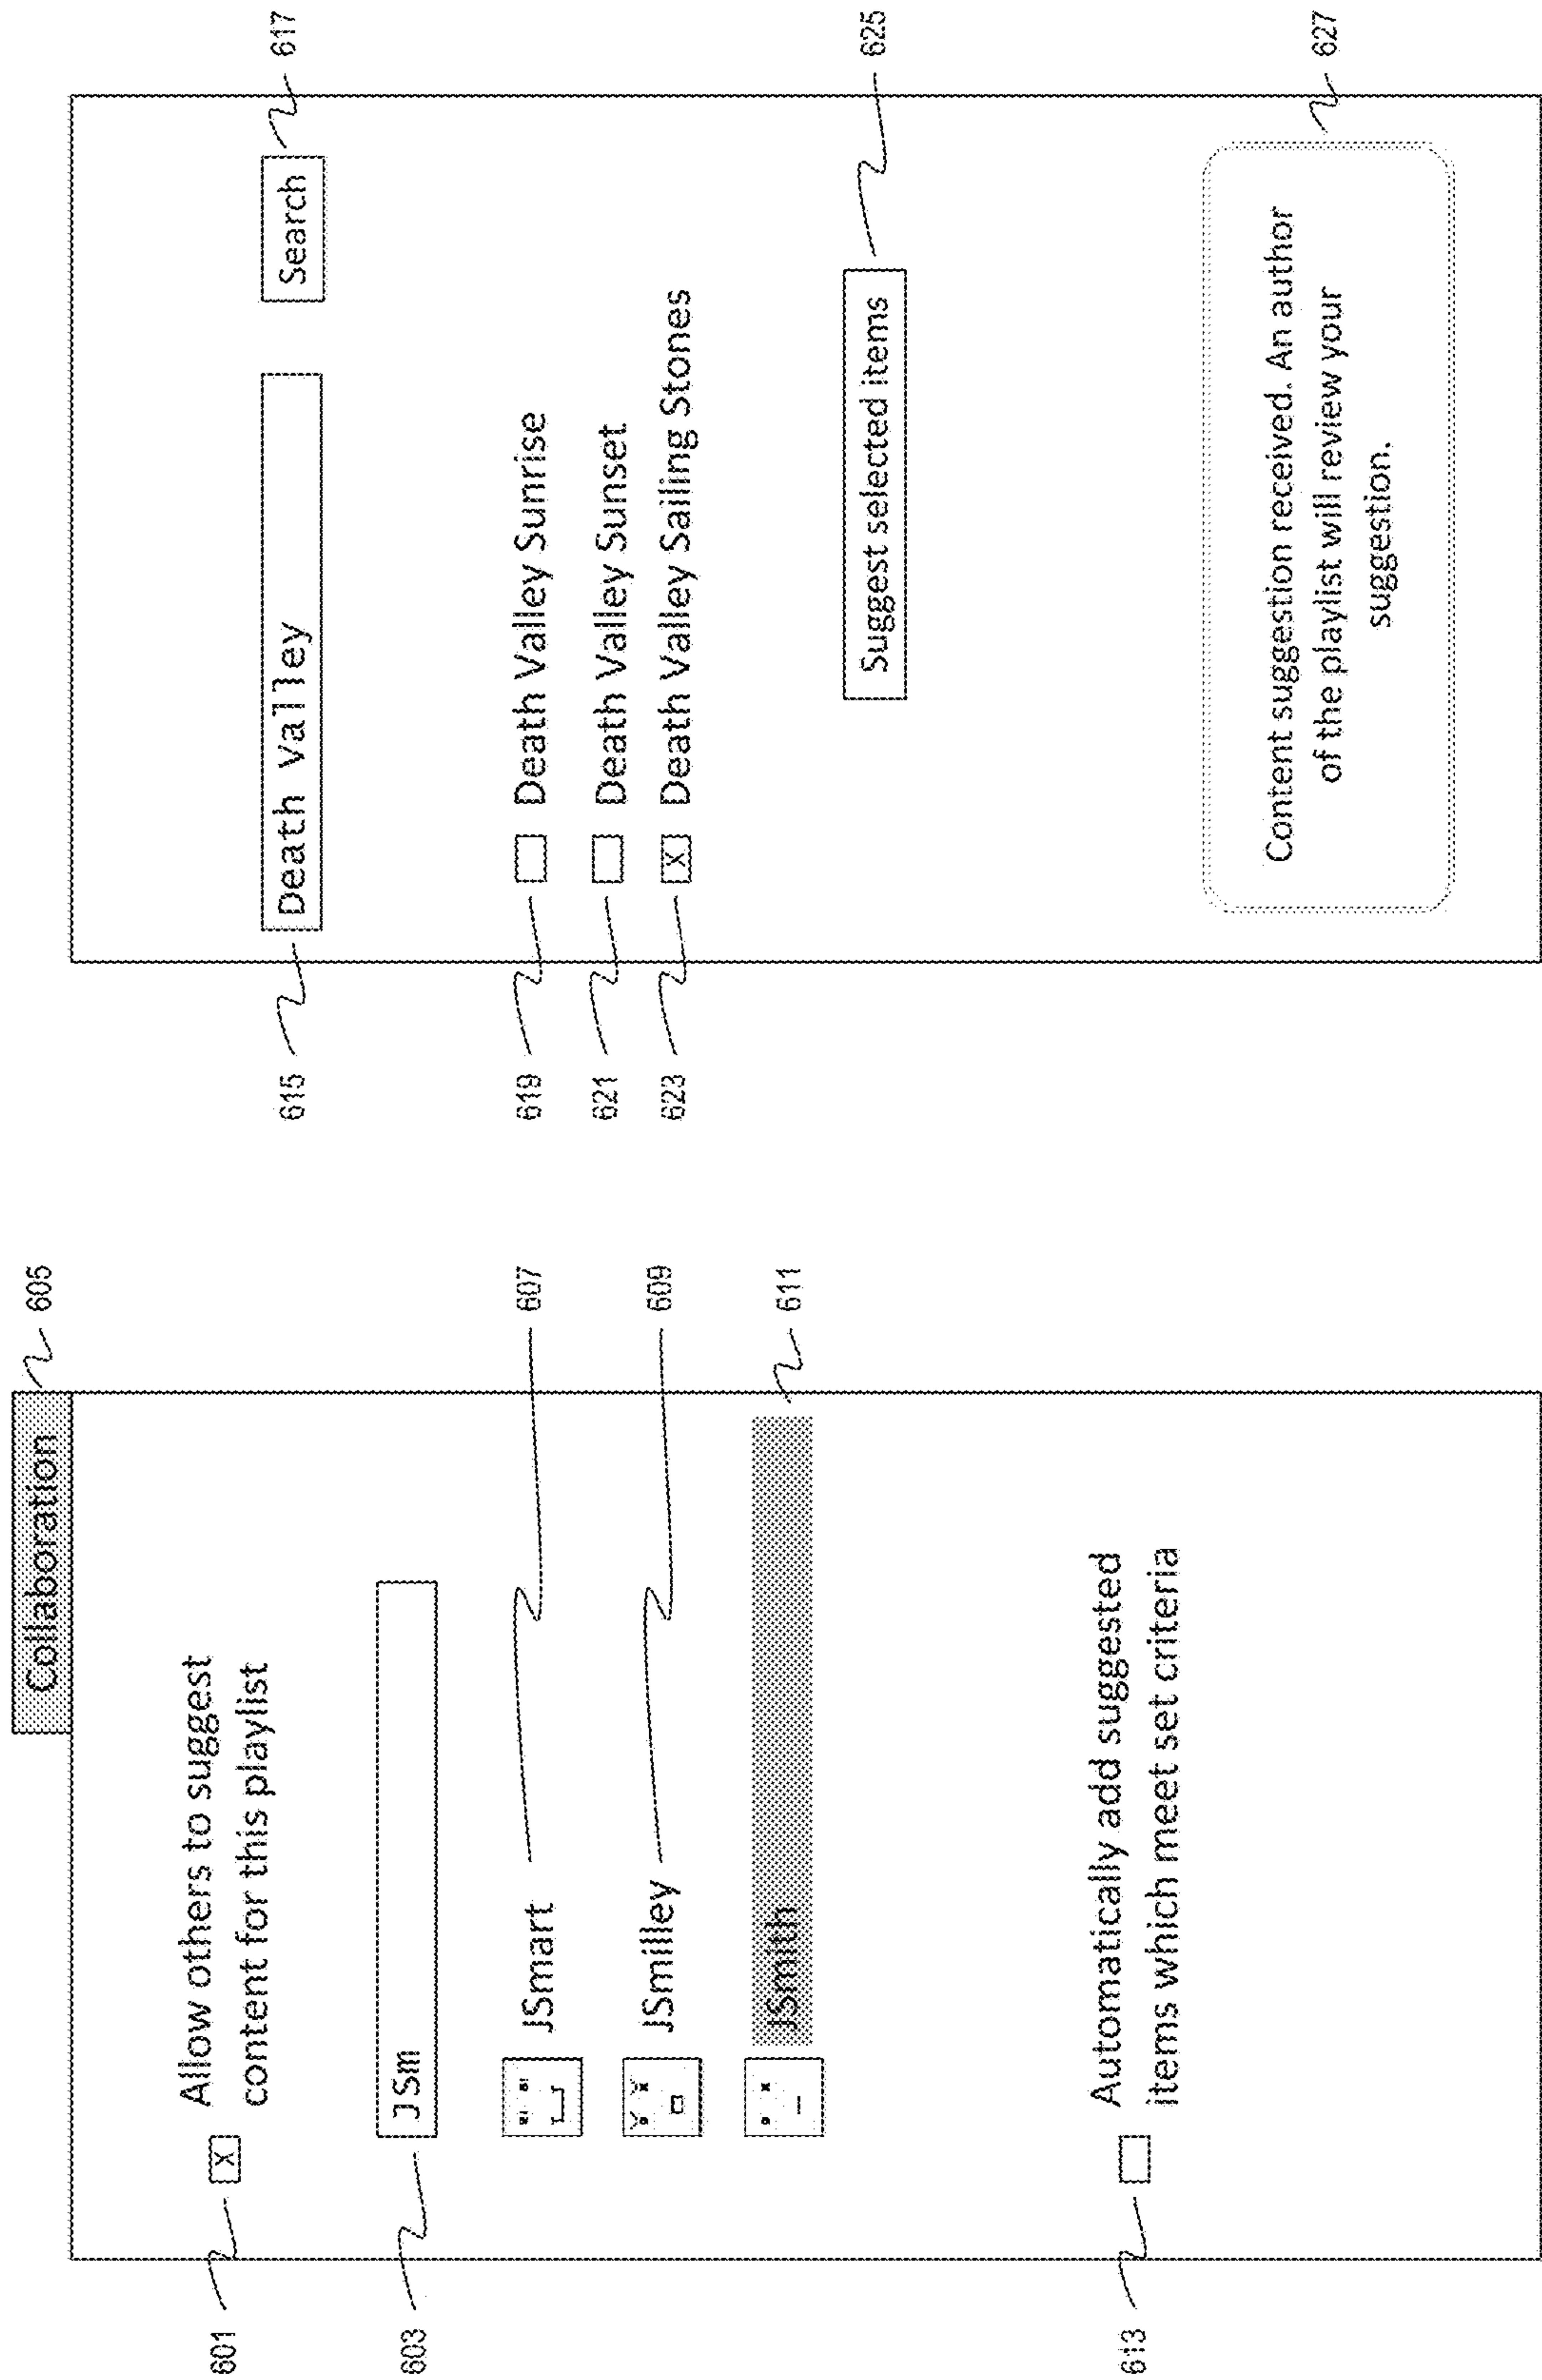 Collaboration
605
601
X
Allow others to suggest
content for this playlist
603
JSm
JSmart
607
JSmilley
609
JSmith
611
613
Automatically add suggested
items which meet set criteria
615
Death Valley
Search
617
619
Death Valley Sunrise
621
Death Valley Sunset
623
X
Death Valley Sailing Stones
Suggest selected items
625
Content suggestion received. An author
of the playlist will review your
suggestion.
627